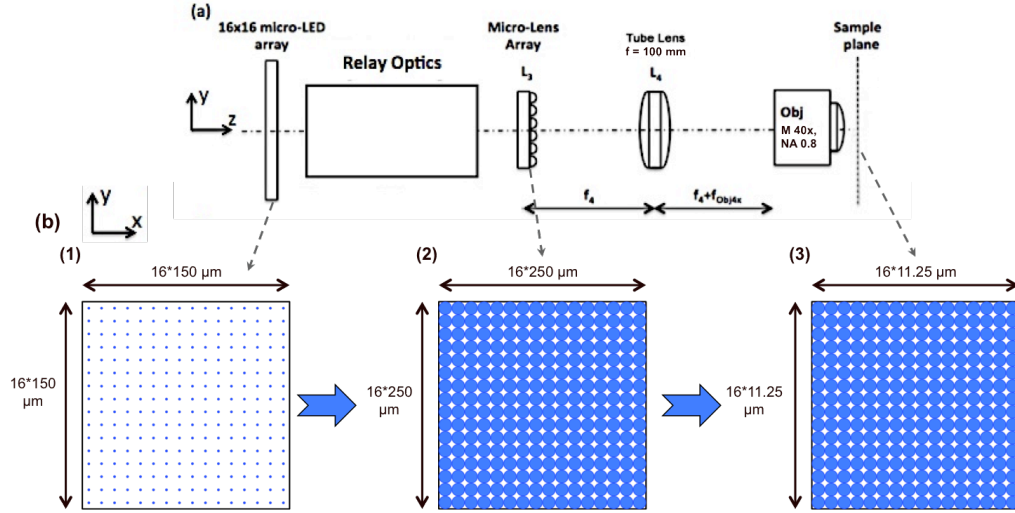 (a)
16x16 micro-LED
array
Relay Optics
Micro-Lens
Array
L3
Tube Lens
f = 100 mm
L4
Sample
plane
y
z
Obj
M 40x,
NA 0.8
f4
f4+fObj4x
(b)
y
x
(1)
16*150 µm
16*150
µm
(2)
16*250 µm
16*250
µm
(3)
16*11.25 µm
16*11.25
µm